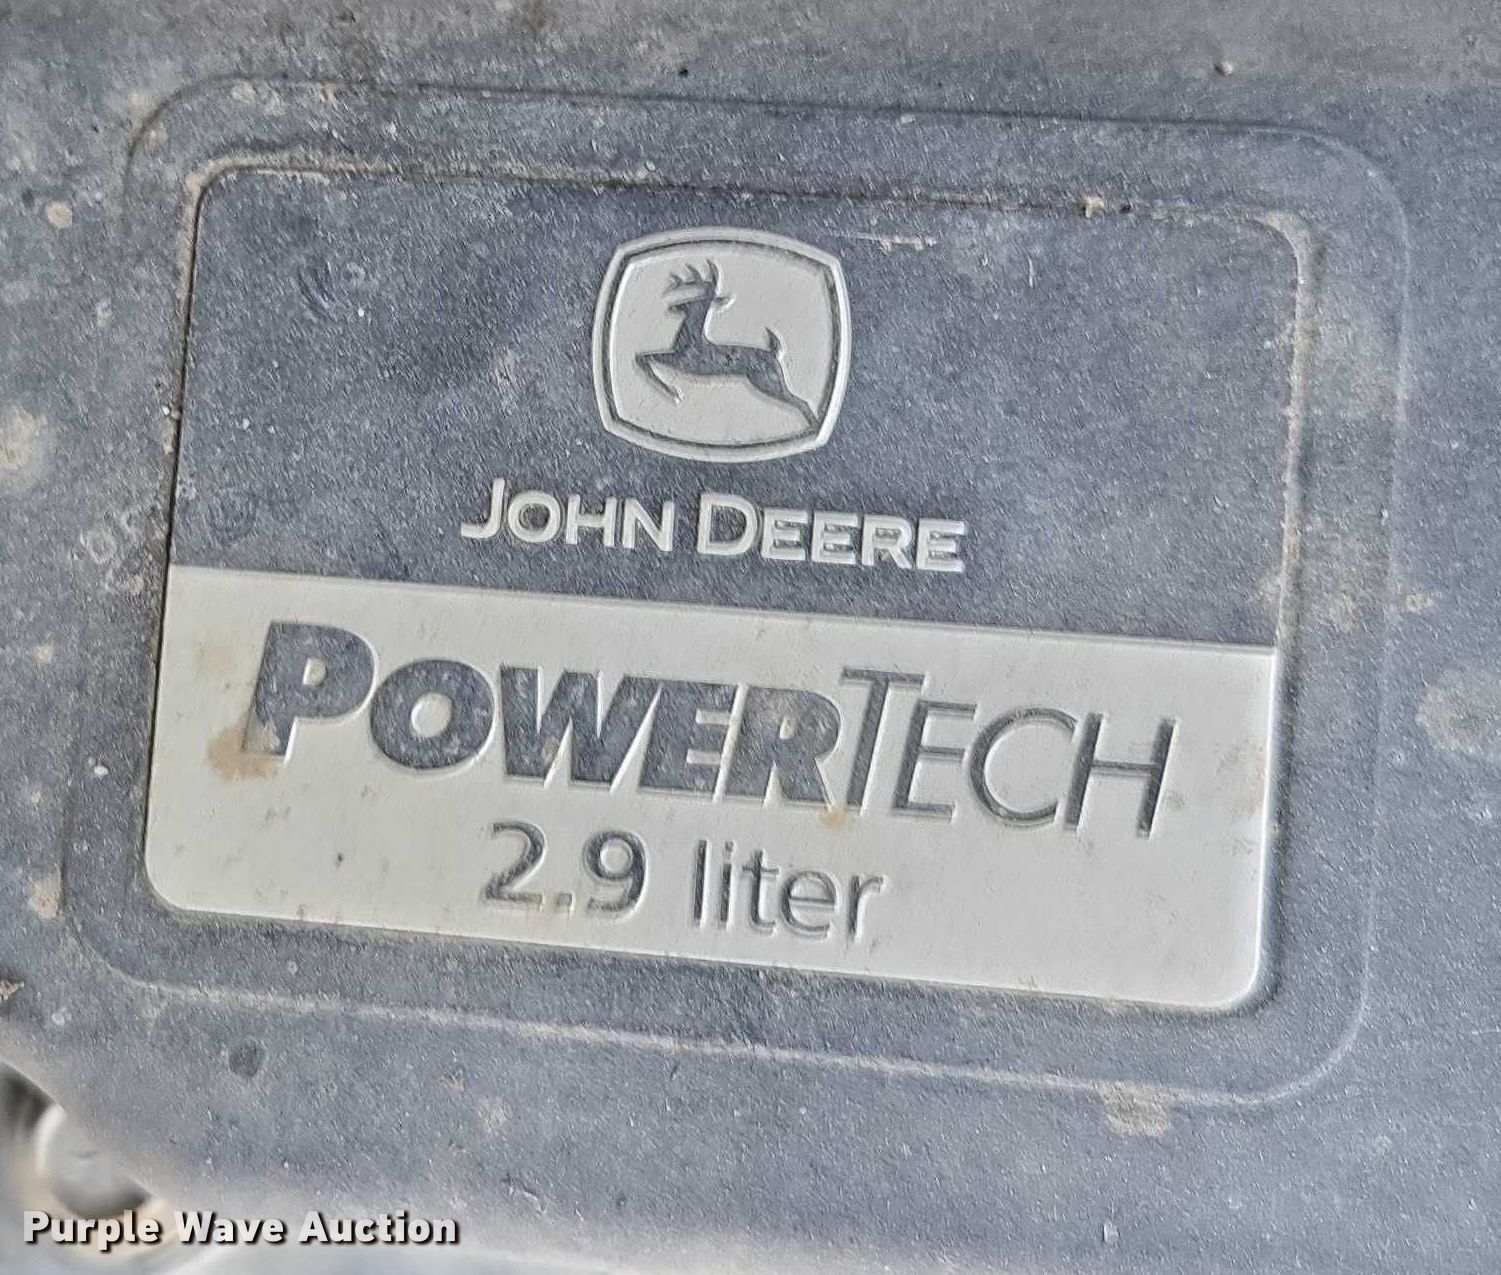 JOHN DEERE
POWERTECH
2.9 liter
Purple Wave Auction